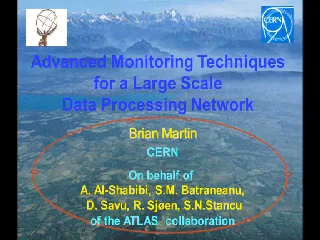 CERN
Advanced Monitoring Techniques
for a Large Scale
Data Processing Network
Brian Martin
CERN
On behalf of
A. Al-Shabibi, S.M. Batraneanu,
D. Savu, R. Sjøen, S.N.Stancu
of the ATLAS collaboration